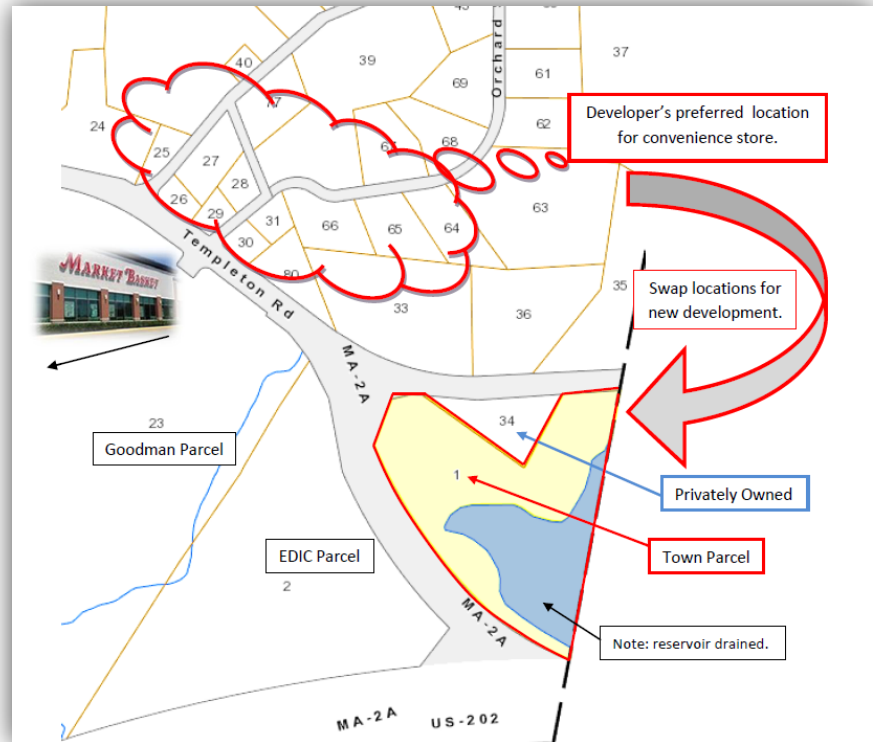 45
40
39
37
Orchard S
69
61
24
77
62
67
68
25
27
28
26
29
31
66
65
64
63
30
80
33
36
35
Developer's preferred location
for convenience store.
Swap locations for
new development.
MARKET BASKET
Templeton Rd
MA-2A
23
Goodman Parcel
34
1
Privately Owned
Town Parcel
EDIC Parcel
2
MA-2A
Note: reservoir drained.
MA-2A US-202